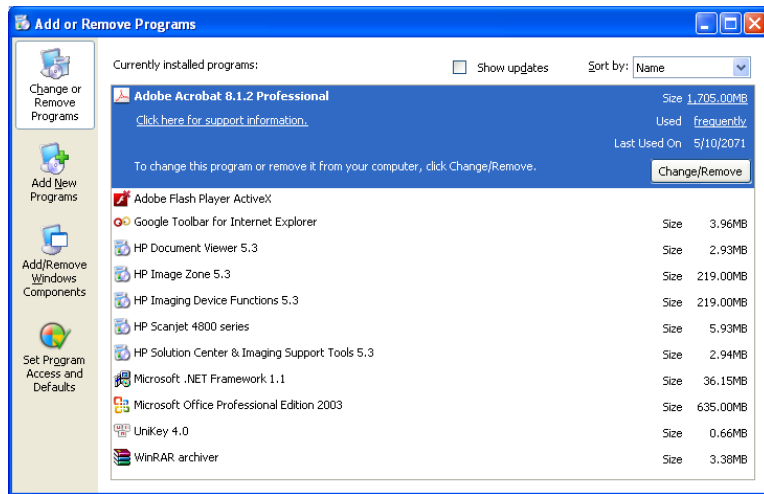 Add or Remove Programs
Change or
Remove
Programs
Add New
Programs
Add/Remove
Windows
Components
Set Program
Access and
Defaults
Currently installed programs:
Show updates
Sort by: Name
Adobe Acrobat 8.1.2 Professional Size 1,705.00MB
Click here for support information. Used frequently
Last Used On 5/10/2071
To change this program or remove it from your computer, click Change/Remove. Change/Remove
Adobe Flash Player ActiveX
Google Toolbar for Internet Explorer Size 3.96MB
HP Document Viewer 5.3 Size 2.93MB
HP Image Zone 5.3 Size 219.00MB
HP Imaging Device Functions 5.3 Size 219.00MB
HP Scanjet 4800 series Size 5.93MB
HP Solution Center & Imaging Support Tools 5.3 Size 2.94MB
Microsoft .NET Framework 1.1 Size 36.15MB
Microsoft Office Professional Edition 2003 Size 635.00MB
UniKey 4.0 Size 0.66MB
WinRAR archiver Size 3.38MB